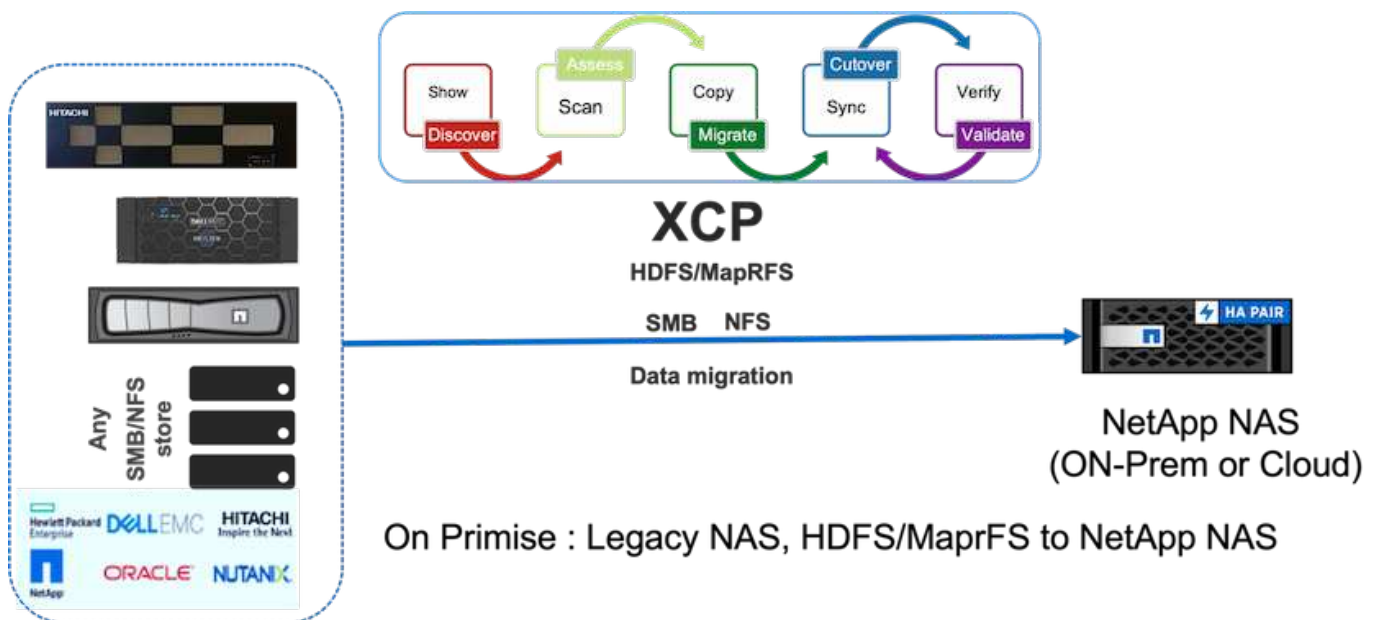 Show
Discover
Assess
Scan
Copy
Migrate
Cutover
Sync
Verify
Validate
HITACHI
XCP
HDFS/MapRFS
SMB NFS
Data migration
HA PAIR
NetApp NAS
(ON-Prem or Cloud)
Any
SMB/NFS
store
Hewlett Packard
Enterprise
DELLEMC
HITACHI
Inspire the Next
NetApp
ORACLE
NUTANIX
On Primise : Legacy NAS, HDFS/MaprFS to NetApp NAS